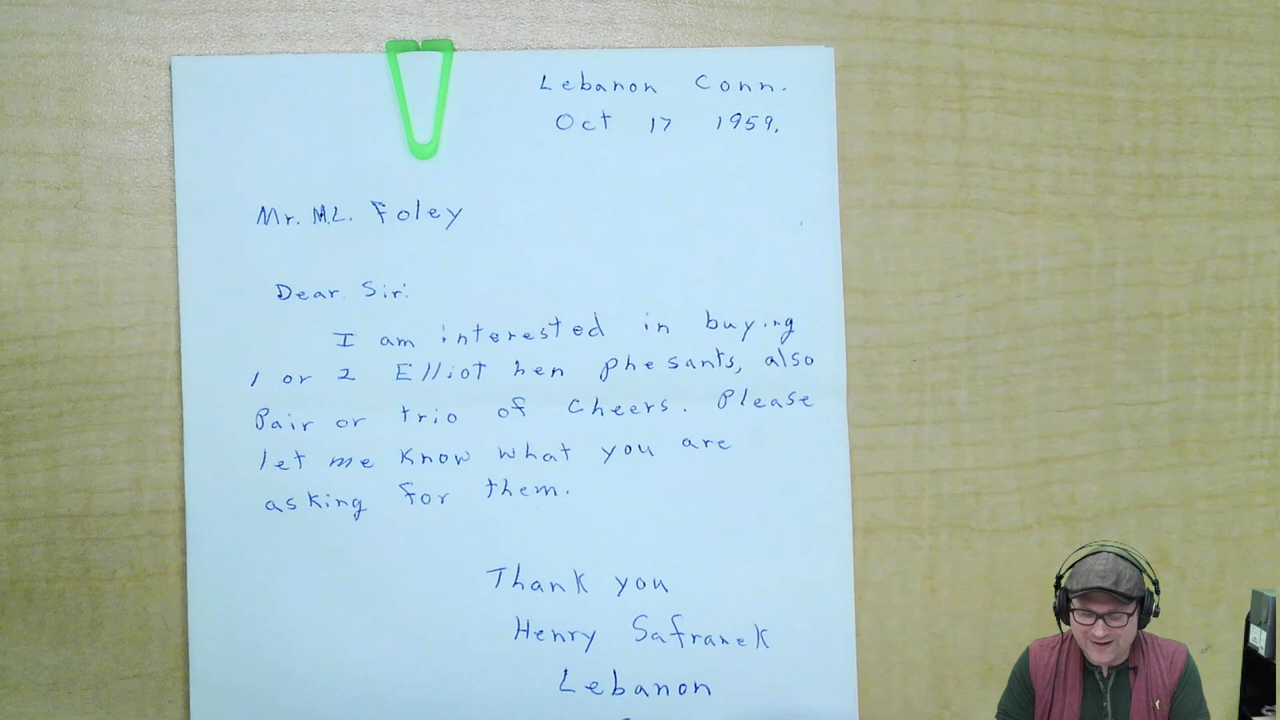 Lebanon Conn.
Oct 17 1959.
Mr. M.L. Foley
Dear Sir:
I am interested in buying
1 or 2 Elliot hen phesants, also
Pair or trio of cheers. Please
let me know what you are
asking for them.
Thank you
Henry Safranek
Lebanon